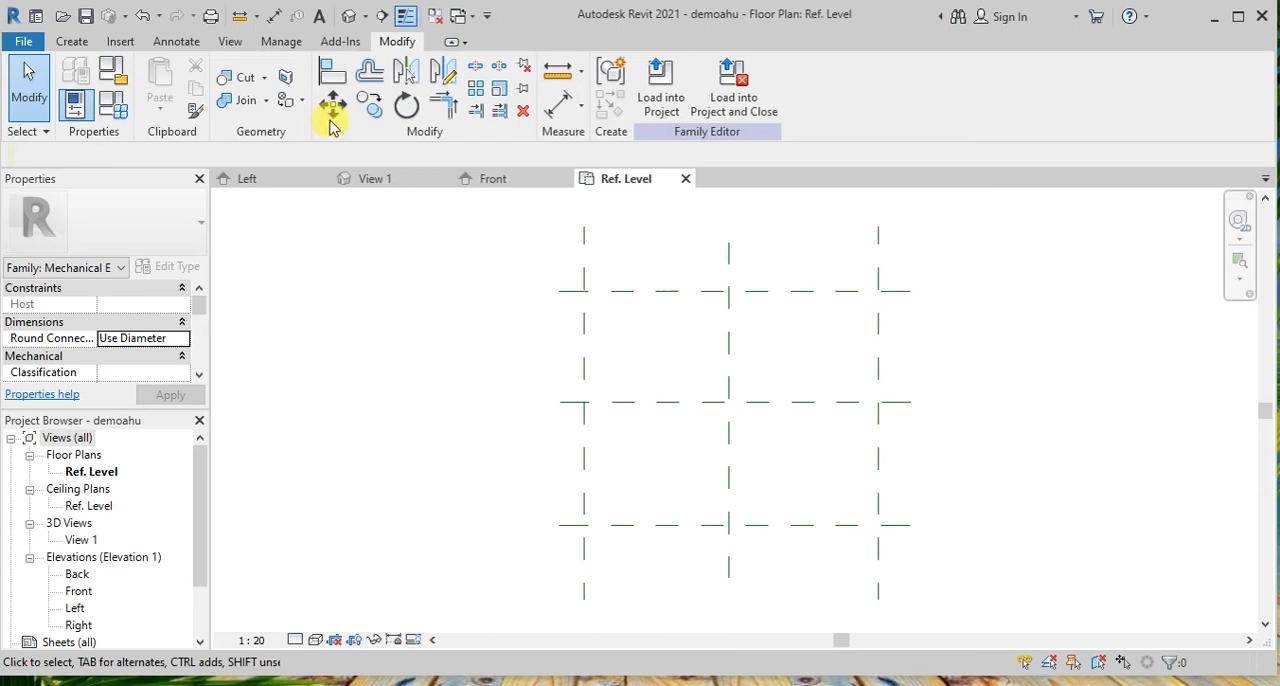 Autodesk Revit 2021 - demoahu - Floor Plan: Ref. Level
Sign In
File Create Insert Annotate View Manage Add-Ins Modify
Modify
Paste
Cut
Join
Load into Project
Load into Project and Close
Select Properties Clipboard Geometry Modify Measure Create Family Editor
Properties
Left View 1 Front Ref. Level
R
Family: Mechanical E Edit Type
Constraints
Host
Dimensions
Round Connec... Use Diameter
Mechanical
Classification
Properties help Apply
Project Browser - demoahu
Views (all)
Floor Plans
Ref. Level
Ceiling Plans
Ref. Level
3D Views
View 1
Elevations (Elevation 1)
Back
Front
Left
Right
Sheets (all)
2D
1 : 20
Click to select, TAB for alternates, CTRL adds, SHIFT unse
:0